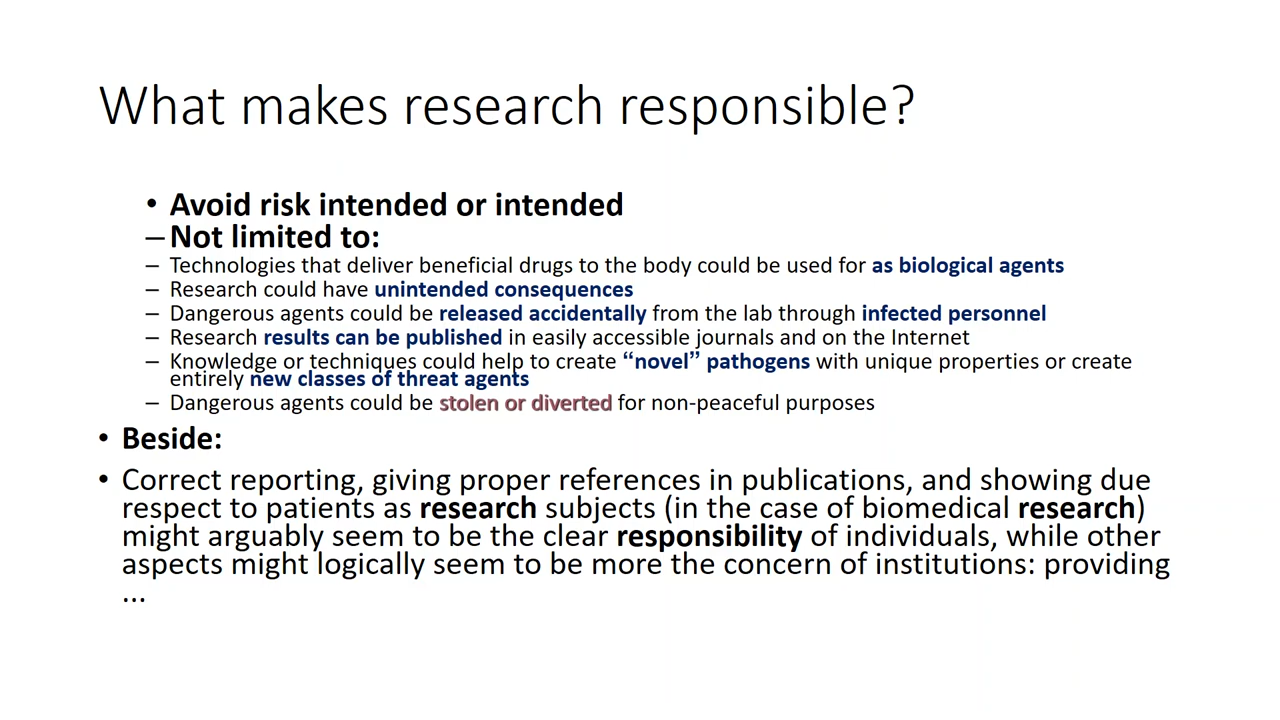 What makes research responsible?
• Avoid risk intended or intended
– Not limited to:
– Technologies that deliver beneficial drugs to the body could be used for as biological agents
– Research could have unintended consequences
– Dangerous agents could be released accidentally from the lab through infected personnel
– Research results can be published in easily accessible journals and on the Internet
– Knowledge or techniques could help to create “novel” pathogens with unique properties or create
entirely new classes of threat agents
– Dangerous agents could be stolen or diverted for non-peaceful purposes
• Beside:
• Correct reporting, giving proper references in publications, and showing due
respect to patients as research subjects (in the case of biomedical research)
might arguably seem to be the clear responsibility of individuals, while other
aspects might logically seem to be more the concern of institutions: providing
...